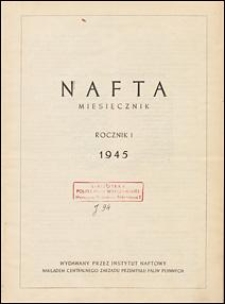 NAFTA
MIESIĘCZNIK
ROCZNIK I
1945
WYDAWANY PRZEZ INSTYTUT NAFTOWY
NAKŁADEM CENTRALNEGO ZARZĄDU PRZEMYSŁU PALIW PŁYNNYCH